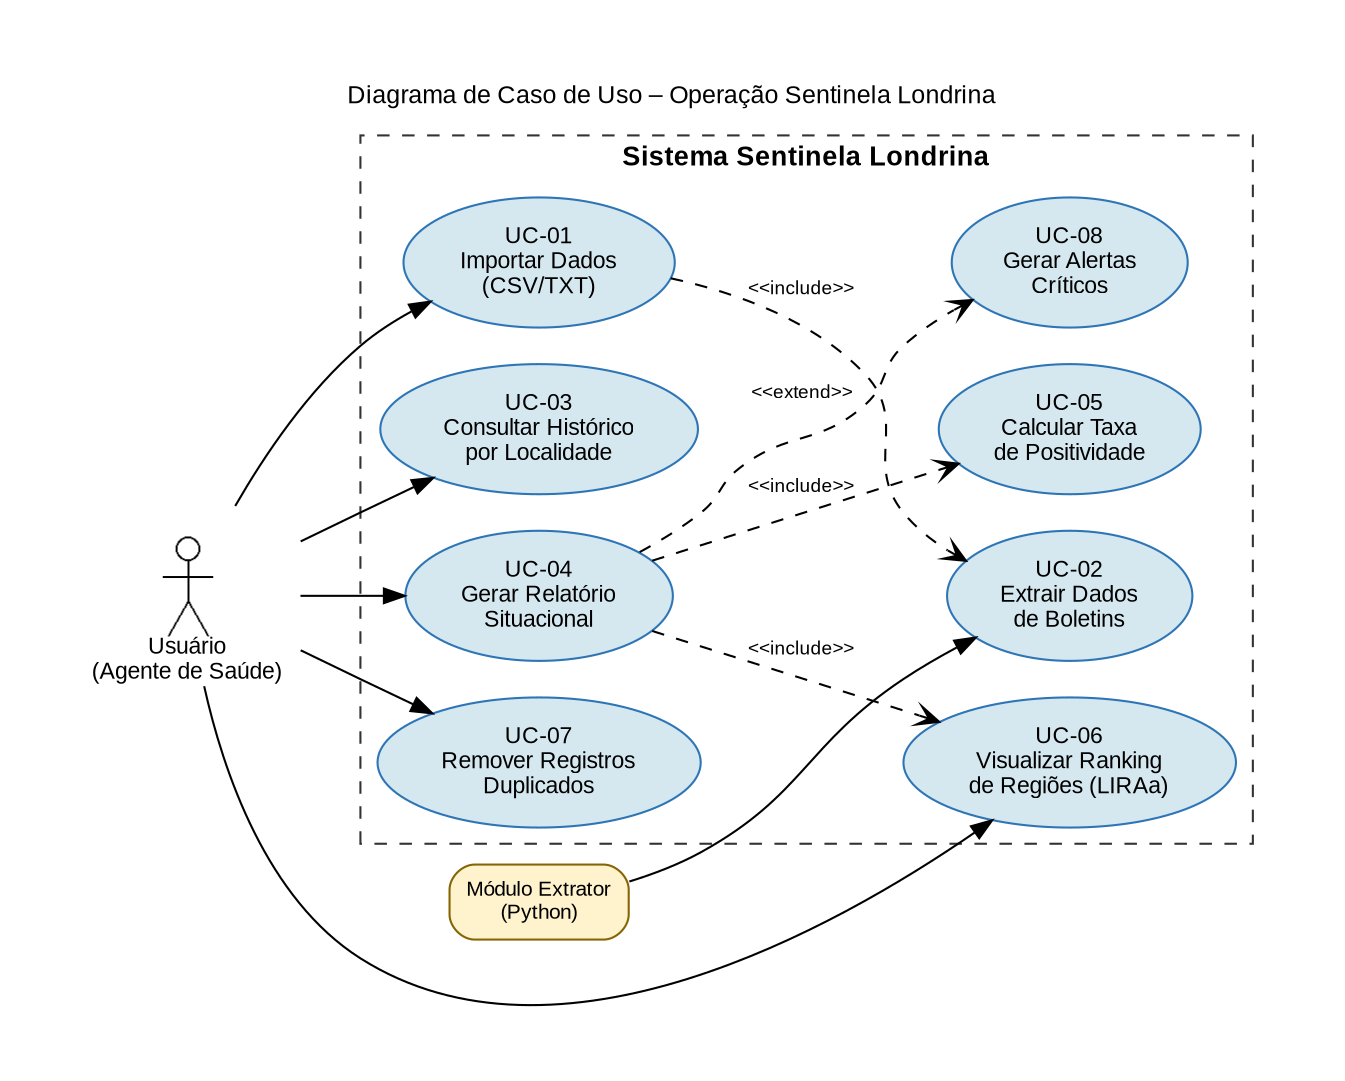 Diagrama de Caso de Uso – Operação Sentinela Londrina
Sistema Sentinela Londrina
UC-01
Importar Dados
(CSV/TXT)
<<include>>
UC-08
Gerar Alertas
Críticos
UC-03
Consultar Histórico
por Localidade
<<extend>>
UC-05
Calcular Taxa
de Positividade
<<include>>
UC-04
Gerar Relatório
Situacional
UC-02
Extrair Dados
de Boletins
Usuário
(Agente de Saúde)
<<include>>
UC-07
Remover Registros
Duplicados
UC-06
Visualizar Ranking
de Regiões (LIRAa)
Módulo Extrator
(Python)